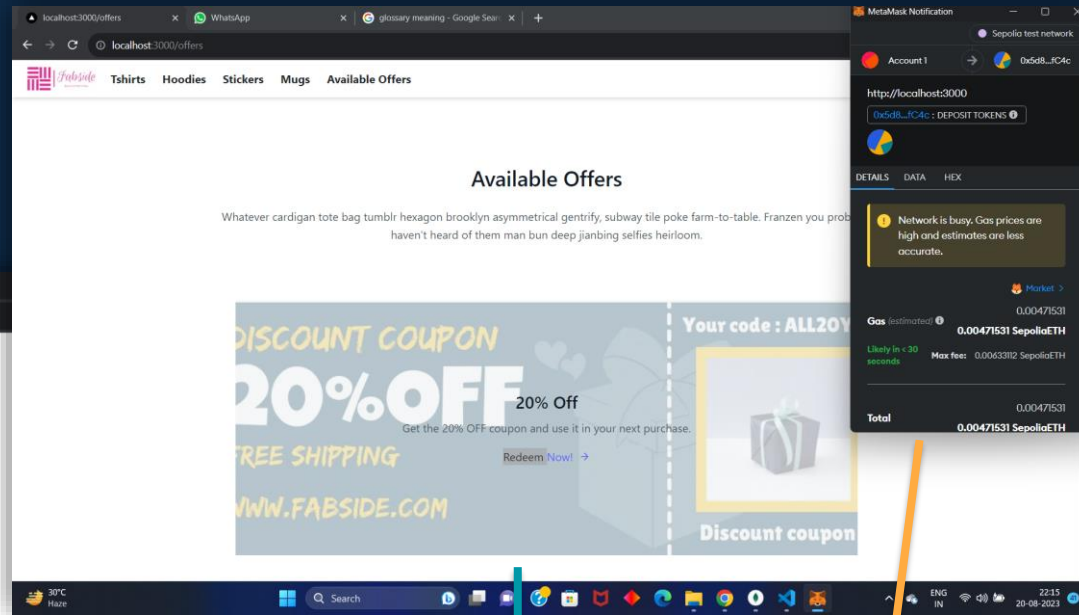 localhost:3000/offers
WhatsApp
glossary meaning - Google Sear
localhost:3000/offers
Fabside
Tshirts Hoodies Stickers Mugs Available Offers
Available Offers
Whatever cardigan tote bag tumblr hexagon brooklyn asymmetrical gentrify, subway tile poke farm-to-table. Franzen you prob
haven't heard of them man bun deep jianbing selfies heirloom.
DISCOUNT COUPON
20% OFF
FREE SHIPPING
WWW.FABSIDE.COM
Your code : ALL20Y
Discount coupon
20% Off
Get the 20% OFF coupon and use it in your next purchase.
Redeem Now! →
MetaMask Notification
Sepolia test network
Account 1
0x5d8...fC4c
http://localhost:3000
0x5d8...fC4c : DEPOSIT TOKENS
DETAILS DATA HEX
Network is busy. Gas prices are
high and estimates are less
accurate.
Market >
0.00471531
Gas (estimated) 0.00471531 SepoliaETH
Likely in < 30
seconds
Max fee: 0.00633112 SepoliaETH
0.00471531
Total
0.00471531 SepoliaETH
30°C
Haze
Search
ENG
IN
22:15
20-08-2023